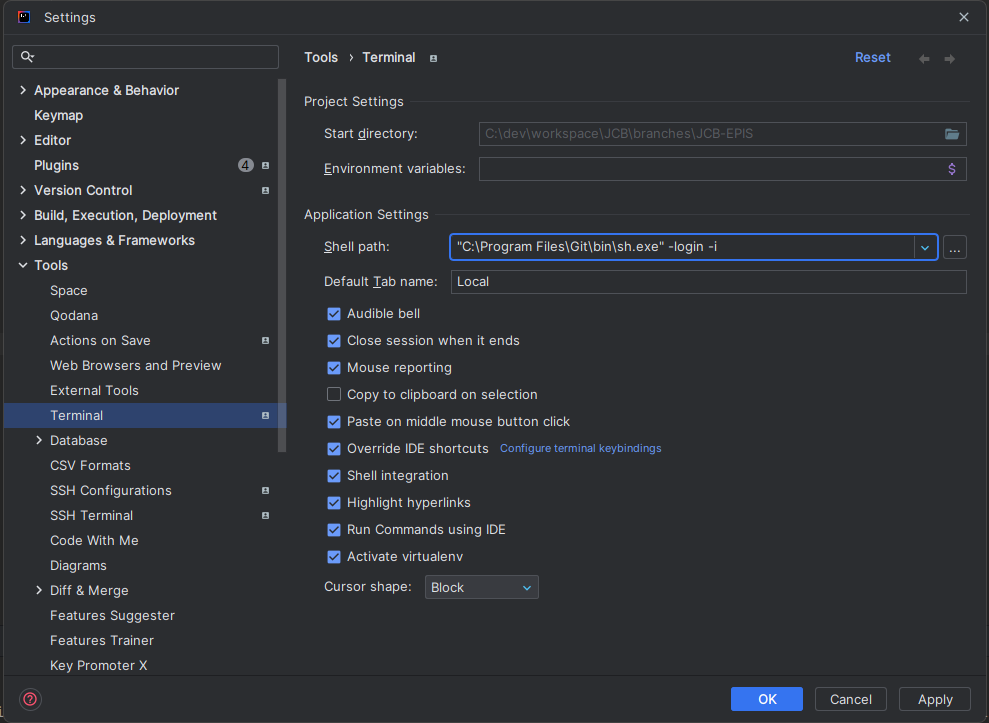 Settings
Tools › Terminal
Reset
Appearance & Behavior
Keymap
Editor
Plugins 4
Version Control
Build, Execution, Deployment
Languages & Frameworks
Tools
Space
Qodana
Actions on Save
Web Browsers and Preview
External Tools
Terminal
Database
CSV Formats
SSH Configurations
SSH Terminal
Code With Me
Diagrams
Diff & Merge
Features Suggester
Features Trainer
Key Promoter X
Project Settings
Start directory: C:\dev\workspace\JCB\branches\JCB-EPIS
Environment variables: $
Application Settings
Shell path: "C:\Program Files\Git\bin\sh.exe" -login -i ...
Default Tab name: Local
Audible bell
Close session when it ends
Mouse reporting
Copy to clipboard on selection
Paste on middle mouse button click
Override IDE shortcuts Configure terminal keybindings
Shell integration
Highlight hyperlinks
Run Commands using IDE
Activate virtualenv
Cursor shape: Block
?
OK Cancel Apply